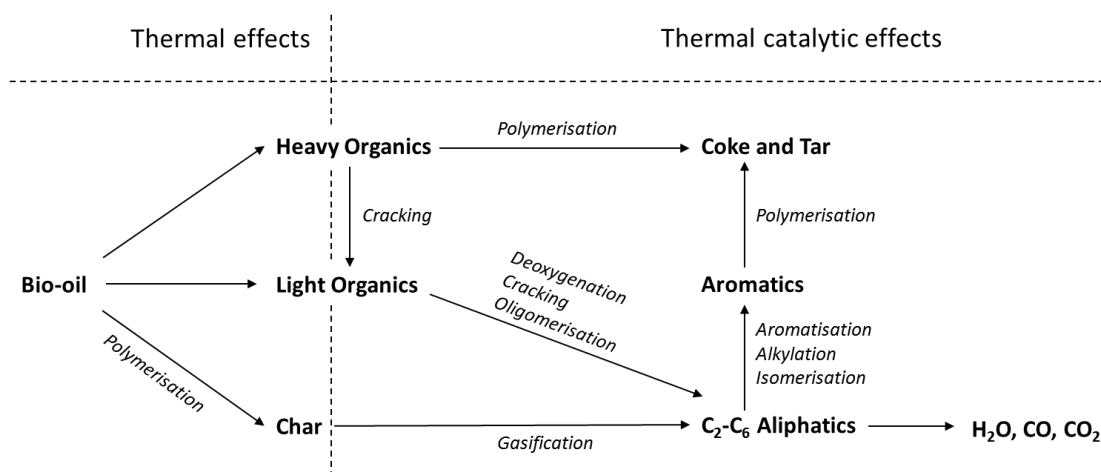 Thermal effects
Thermal catalytic effects
Heavy Organics
Polymerisation
Coke and Tar
Cracking
Polymerisation
Bio-oil
Light Organics
Deoxygenation
Cracking
Oligomerisation
Aromatics
Aromatisation
Alkylation
Isomerisation
Polymerisation
Char
Gasification
C₂-C₆ Aliphatics
H₂O, CO, CO₂